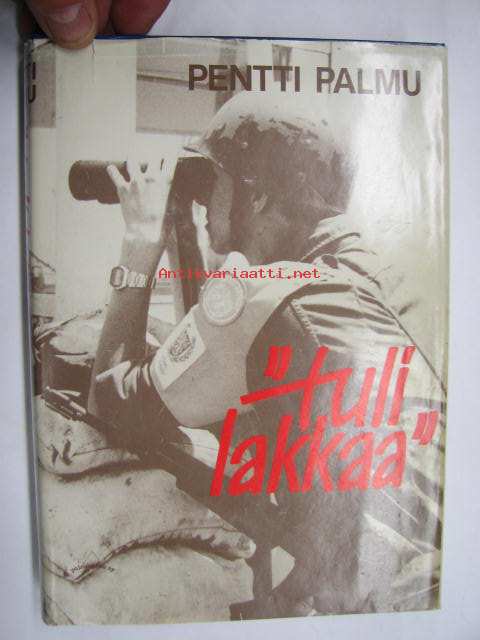 PENTTI PALMU
Antikvariaatti.net
"tuli
lakkaa"